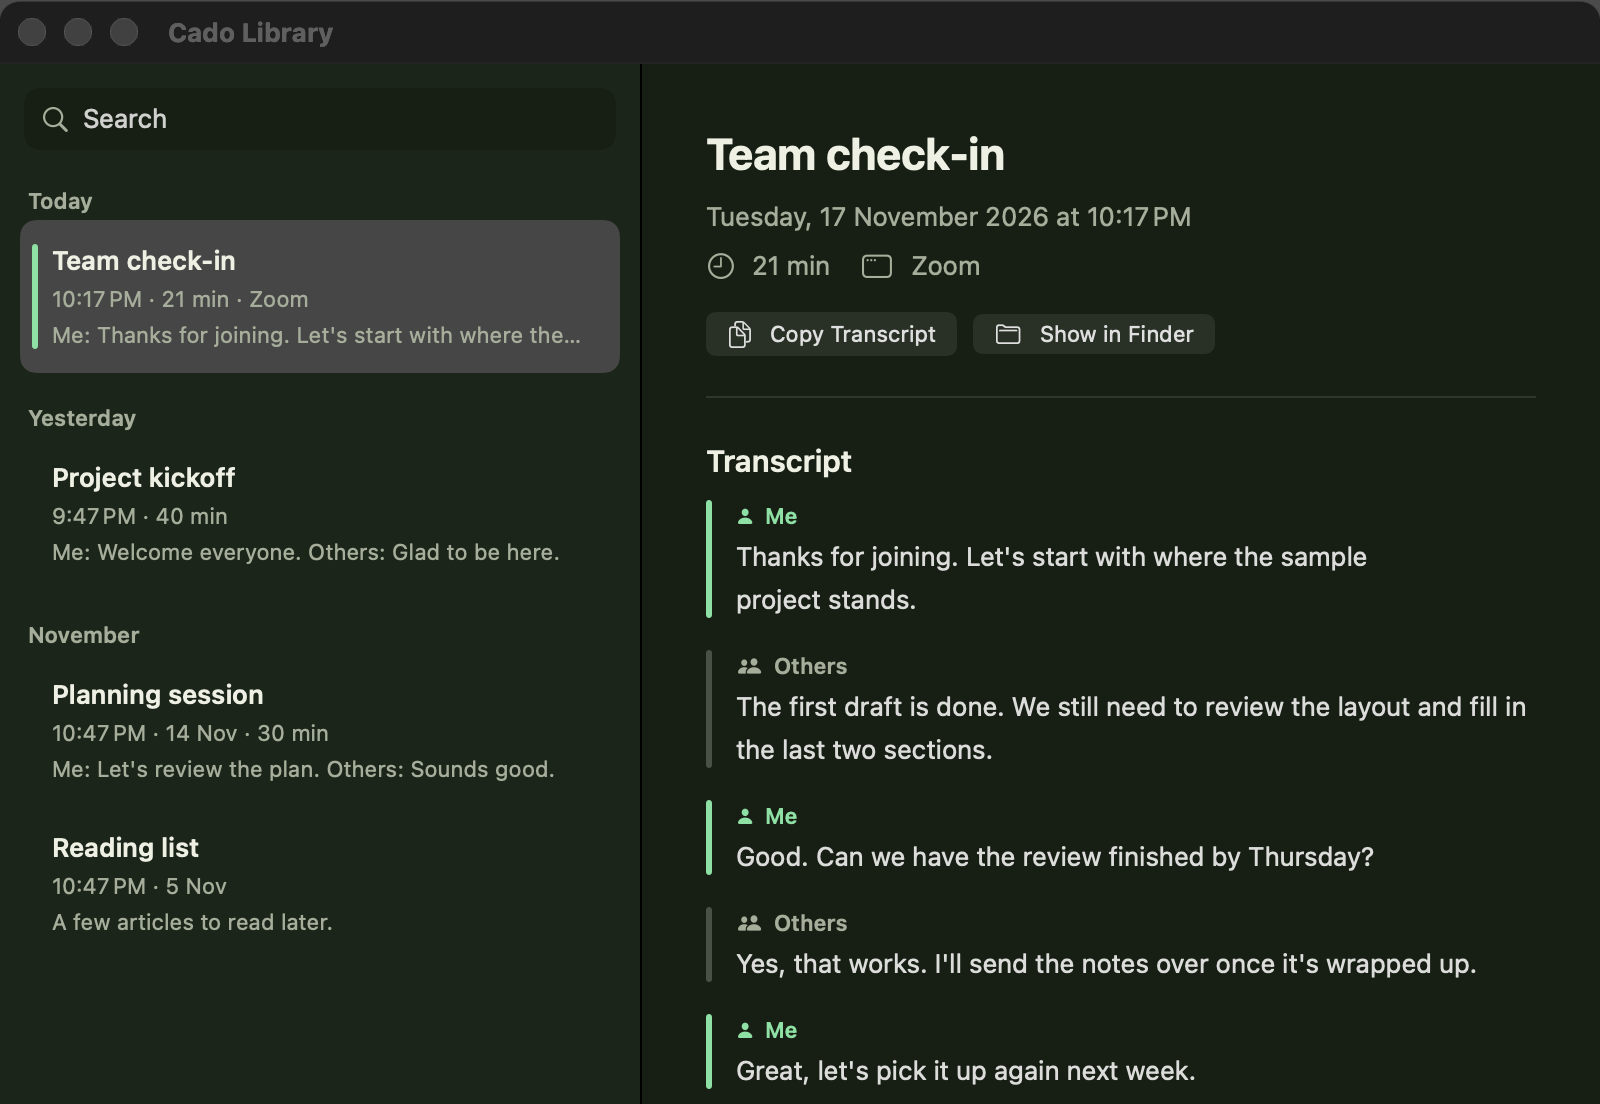 Cado Library
Search
Today
Team check-in
10:17 PM · 21 min · Zoom
Me: Thanks for joining. Let's start with where the...
Yesterday
Project kickoff
9:47 PM · 40 min
Me: Welcome everyone. Others: Glad to be here.
November
Planning session
10:47 PM · 14 Nov · 30 min
Me: Let's review the plan. Others: Sounds good.
Reading list
10:47 PM · 5 Nov
A few articles to read later.
Team check-in
Tuesday, 17 November 2026 at 10:17 PM
21 min Zoom
Copy Transcript Show in Finder
Transcript
Me
Thanks for joining. Let's start with where the sample
project stands.
Others
The first draft is done. We still need to review the layout and fill in
the last two sections.
Me
Good. Can we have the review finished by Thursday?
Others
Yes, that works. I'll send the notes over once it's wrapped up.
Me
Great, let's pick it up again next week.